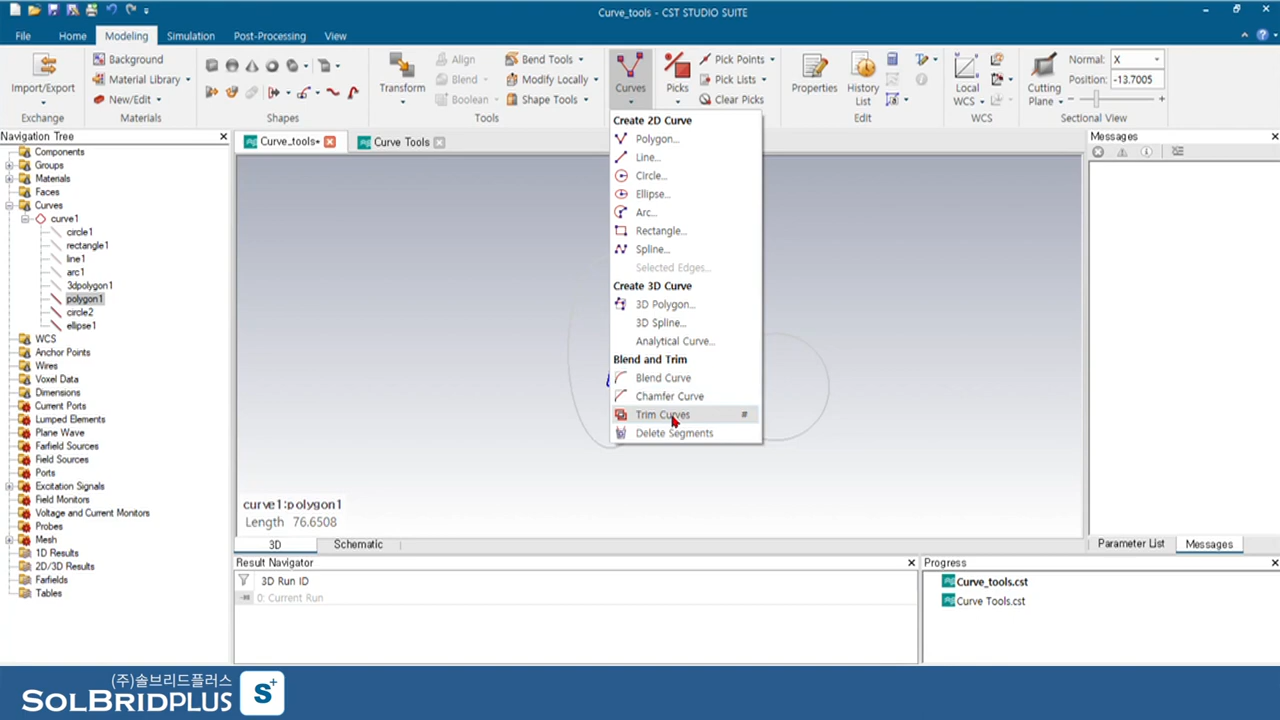 Curve_tools - CST STUDIO SUITE
File Home Modeling Simulation Post-Processing View
Import/Export
Exchange
Background
Material Library
New/Edit
Materials
Shapes
Transform
Align
Blend
Boolean
Bend Tools
Modify Locally
Shape Tools
Tools
Curves
Picks
Pick Points
Pick Lists
Clear Picks
Properties
History
List
Edit
Local
WCS
WCS
Cutting
Plane
Normal: X
Position: -13.7005
Sectional View
Navigation Tree
Components
Groups
Materials
Faces
Curves
curve1
circle1
rectangle1
line1
arc1
3dpolygon1
polygon1
circle2
ellipse1
WCS
Anchor Points
Wires
Voxel Data
Dimensions
Current Ports
Lumped Elements
Plane Wave
Farfield Sources
Field Sources
Ports
Excitation Signals
Field Monitors
Voltage and Current Monitors
Probes
Mesh
1D Results
2D/3D Results
Farfields
Tables
Curve_tools*
Curve Tools
Create 2D Curve
Polygon...
Line...
Circle...
Ellipse...
Arc...
Rectangle...
Spline...
Selected Edges...
Create 3D Curve
3D Polygon...
3D Spline...
Analytical Curve...
Blend and Trim
Blend Curve
Chamfer Curve
Trim Curves #
Delete Segments
curve1:polygon1
Length 76.6508
3D Schematic
Messages
Parameter List Messages
Result Navigator
3D Run ID
0: Current Run
Progress
Curve_tools.cst
Curve Tools.cst
(주)솔브리드플러스
SOLBRIDPLUS
S+